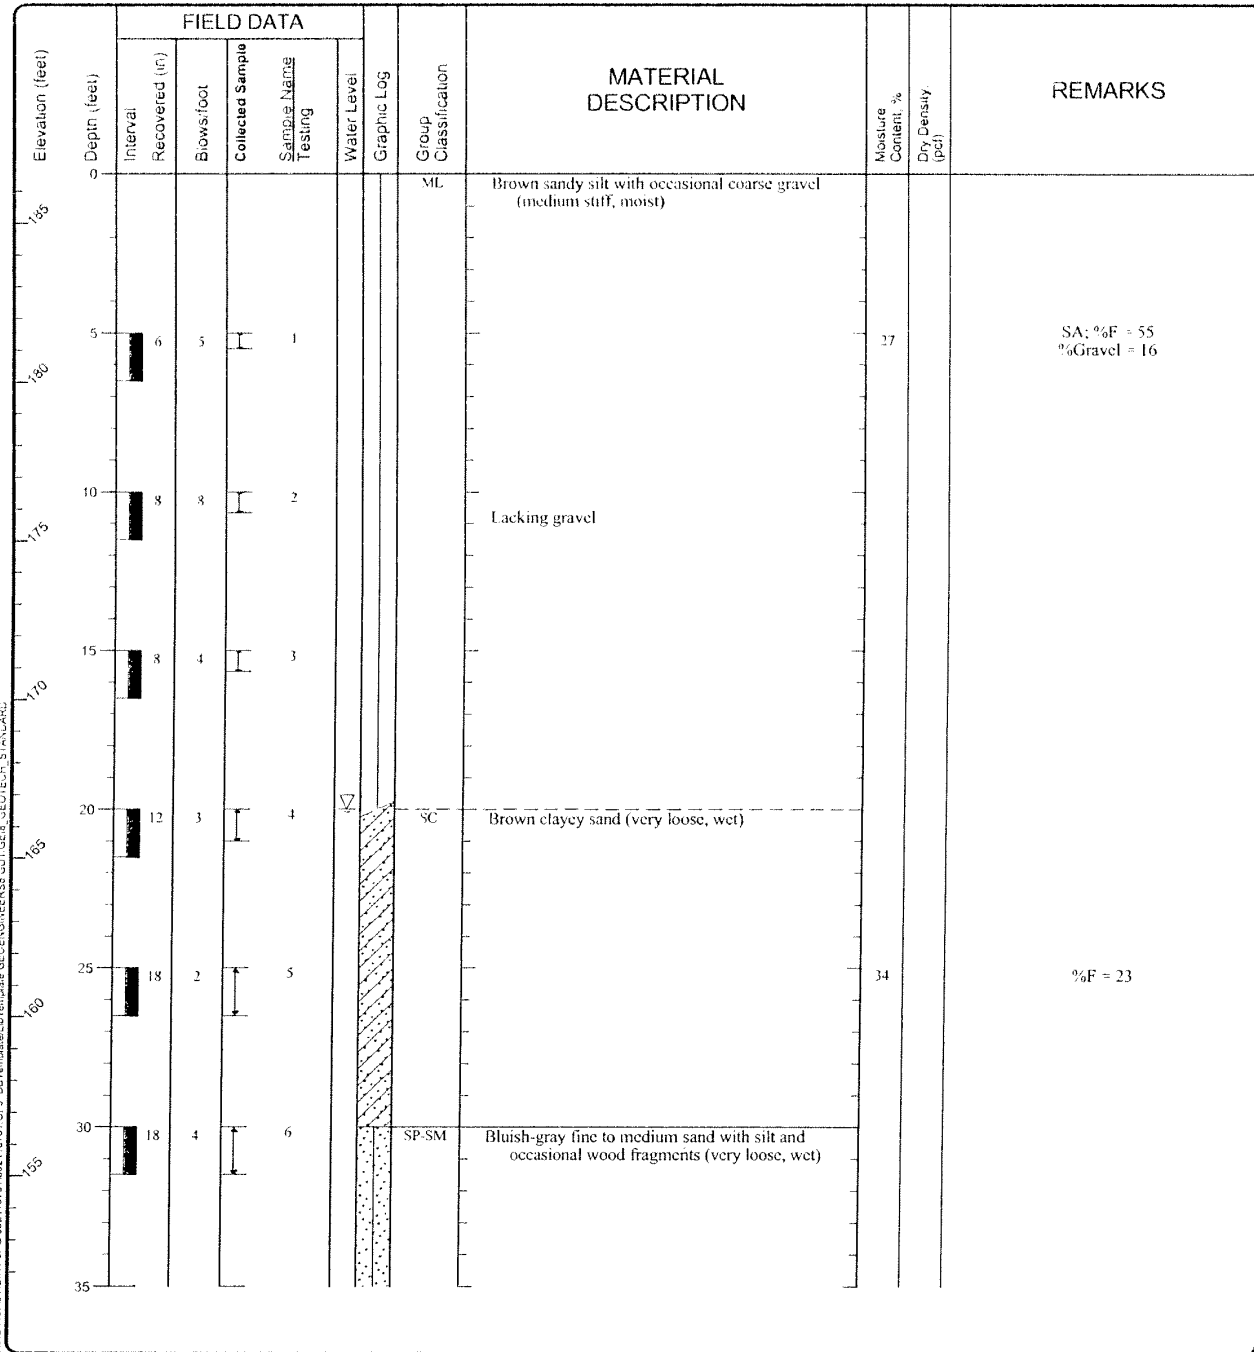 FIELD DATA
Elevation (feet)
Depth (feet)
Interval
Recovered (in)
Blows/foot
Collected Sample
Sample Name
Testing
Water Level
Graphic Log
Group
Classification
MATERIAL
DESCRIPTION
Moisture
Content, %
Dry Density,
(pcf)
REMARKS
0
ML
Brown sandy silt with occasional coarse gravel
(medium stiff, moist)
185
5
6
5
1
27
SA; %F = 55
%Gravel = 16
180
10
8
8
2
Lacking gravel
175
15
8
4
3
170
20
12
3
4
SC
Brown clayey sand (very loose, wet)
165
25
18
2
5
34
%F = 23
160
30
18
4
6
SP-SM
Bluish-gray fine to medium sand with silt and
occasional wood fragments (very loose, wet)
155
35